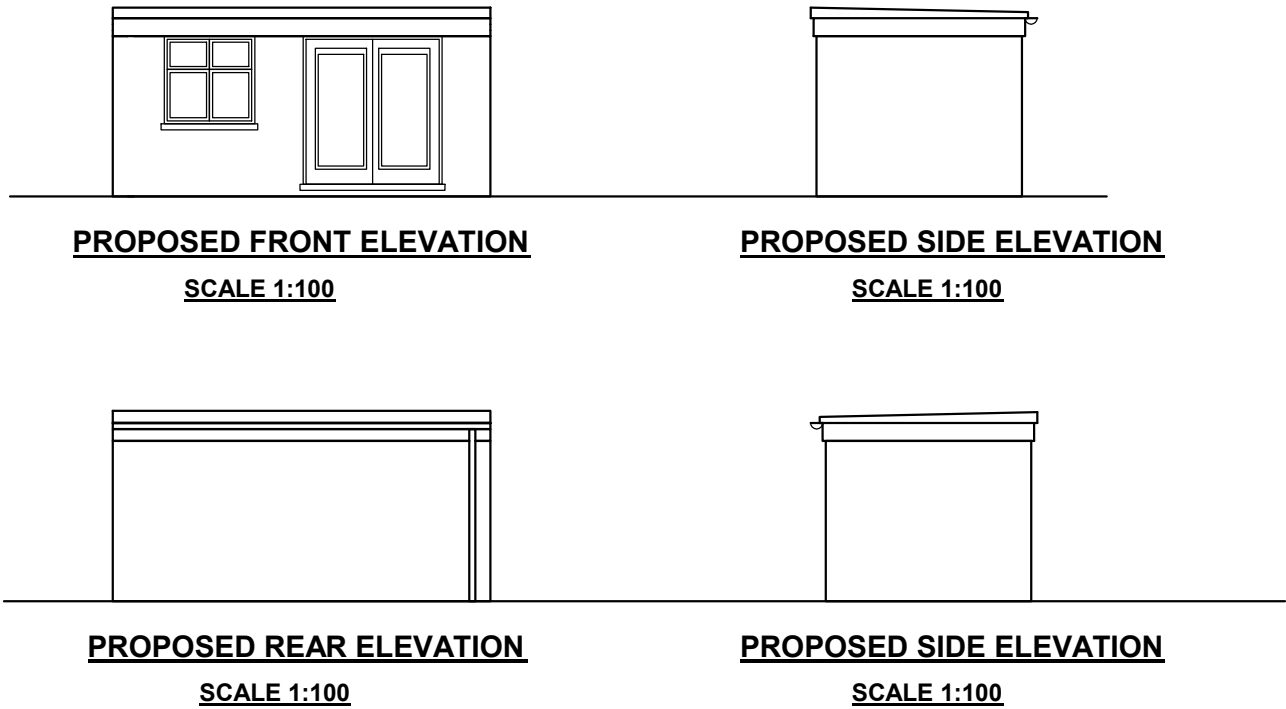 PROPOSED FRONT ELEVATION
SCALE 1:100
PROPOSED SIDE ELEVATION
SCALE 1:100
PROPOSED REAR ELEVATION
SCALE 1:100
PROPOSED SIDE ELEVATION
SCALE 1:100